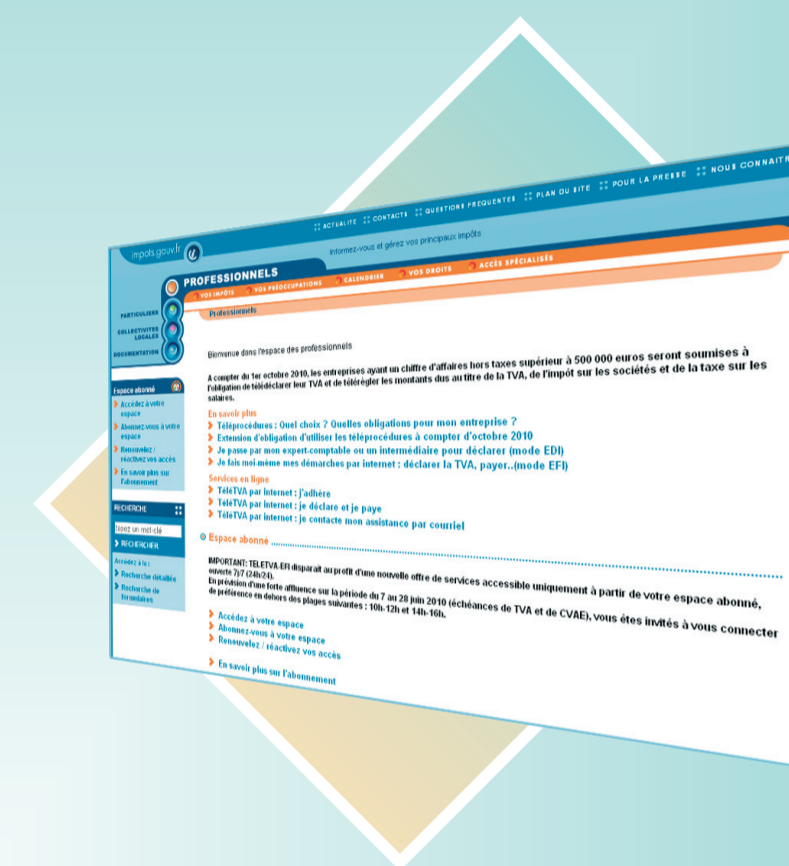 :: ACTUALITE :: CONTACTS :: QUESTIONS FREQUENTES :: PLAN DU SITE :: POUR LA PRESSE :: NOUS CONNAITR
impots.gouv.fr @
Informez-vous et gérez vos principaux impôts
PROFESSIONNELS
VOS IMPÔTS VOS PRÉOCCUPATIONS CALENDRIER VOS DROITS ACCÈS SPÉCIALISÉS
Professionnels
PARTICULIERS
COLLECTIVITES
LOCALES
DOCUMENTATION
Espace abonné
Accédez à votre
espace
Abonnez-vous à votre
espace
Renouvelez /
réactivez vos accès
En savoir plus sur
l'abonnement
RECHERCHE
Tapez un mot-clé
RECHERCHER
Accédez à la :
Recherche détaillée
Recherche de
formulaires
Bienvenue dans l'espace des professionnels
A compter du 1er octobre 2010, les entreprises ayant un chiffre d'affaires hors taxes supérieur à 500 000 euros seront soumises à
l'obligation de télédéclarer leur TVA et de télérégler les montants dus au titre de la TVA, de l'impôt sur les sociétés et de la taxe sur les
salaires.
En savoir plus
Téléprocédures : Quel choix ? Quelles obligations pour mon entreprise ?
Extension d'obligation d'utiliser les téléprocédures à compter d'octobre 2010
Je passe par mon expert-comptable ou un intermédiaire pour déclarer (mode EDI)
Je fais moi-même mes démarches par internet : déclarer la TVA, payer..(mode EFI)
Services en ligne
TéléTVA par internet : j'adhère
TéléTVA par internet : je déclare et je paye
TéléTVA par internet : je contacte mon assistance par courriel
Espace abonné
IMPORTANT: TELETVA-EFI disparait au profit d'une nouvelle offre de services accessible uniquement à partir de votre espace abonné,
ouverte 7j/7 (24h/24).
En prévision d'une forte affluence sur la période du 7 au 28 juin 2010 (échéances de TVA et de CVAE), vous êtes invités à vous connecter
de préférence en dehors des plages suivantes : 10h-12h et 14h-16h.
Accédez à votre espace
Abonnez-vous à votre espace
Renouvelez / réactivez vos accès
En savoir plus sur l'abonnement